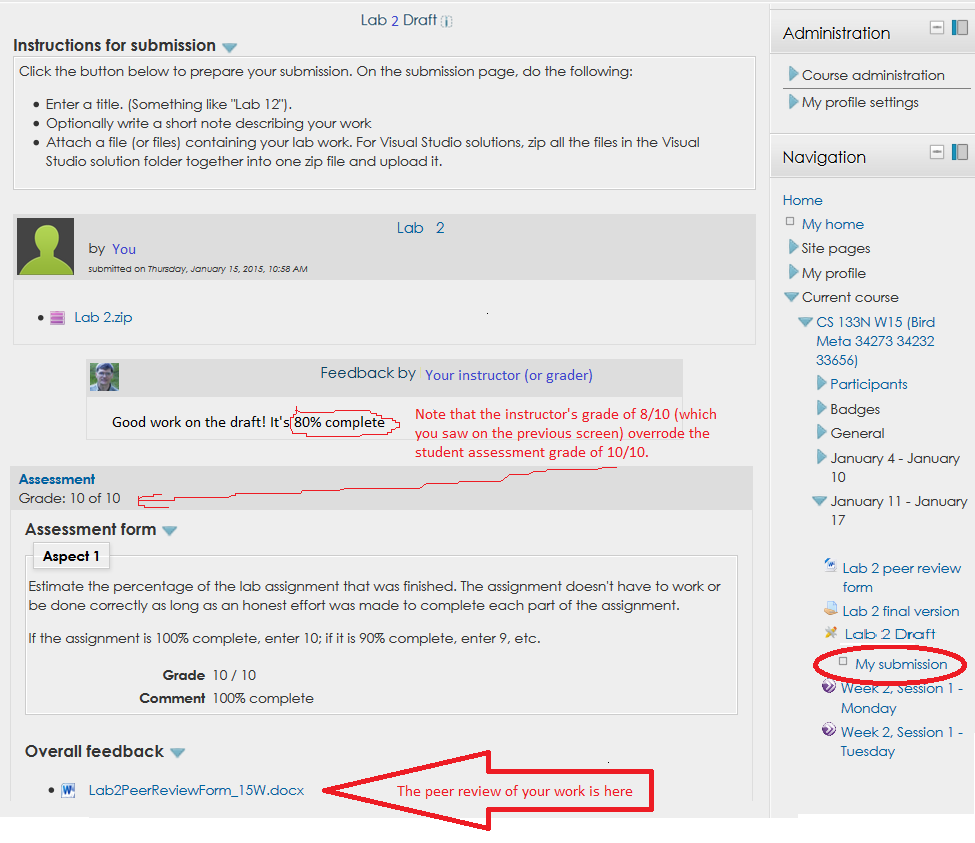 Lab 2 Draft
Instructions for submission
Click the button below to prepare your submission. On the submission page, do the following:
Enter a title. (Something like "Lab 12").
Optionally write a short note describing your work
Attach a file (or files) containing your lab work. For Visual Studio solutions, zip all the files in the Visual
Studio solution folder together into one zip file and upload it.
Lab 2
by You
submitted on Thursday, January 15, 2015, 10:58 AM
Lab 2.zip
Feedback by Your instructor (or grader)
Good work on the draft! It's 80% complete
Note that the instructor's grade of 8/10 (which
you saw on the previous screen) overrode the
student assessment grade of 10/10.
Assessment
Grade: 10 of 10
Assessment form
Aspect 1
Estimate the percentage of the lab assignment that was finished. The assignment doesn't have to work or
be done correctly as long as an honest effort was made to complete each part of the assignment.
If the assignment is 100% complete, enter 10; if it is 90% complete, enter 9, etc.
Grade 10 / 10
Comment 100% complete
Overall feedback
W Lab2PeerReviewForm_15W.docx
The peer review of your work is here
Administration
Course administration
My profile settings
Navigation
Home
My home
Site pages
My profile
Current course
CS 133N W15 (Bird
Meta 34273 34232
33656)
Participants
Badges
General
January 4 - January
10
January 11 - January
17
Lab 2 peer review
form
Lab 2 final version
Lab 2 Draft
My submission
Week 2, Session 1 -
Monday
Week 2, Session 1 -
Tuesday